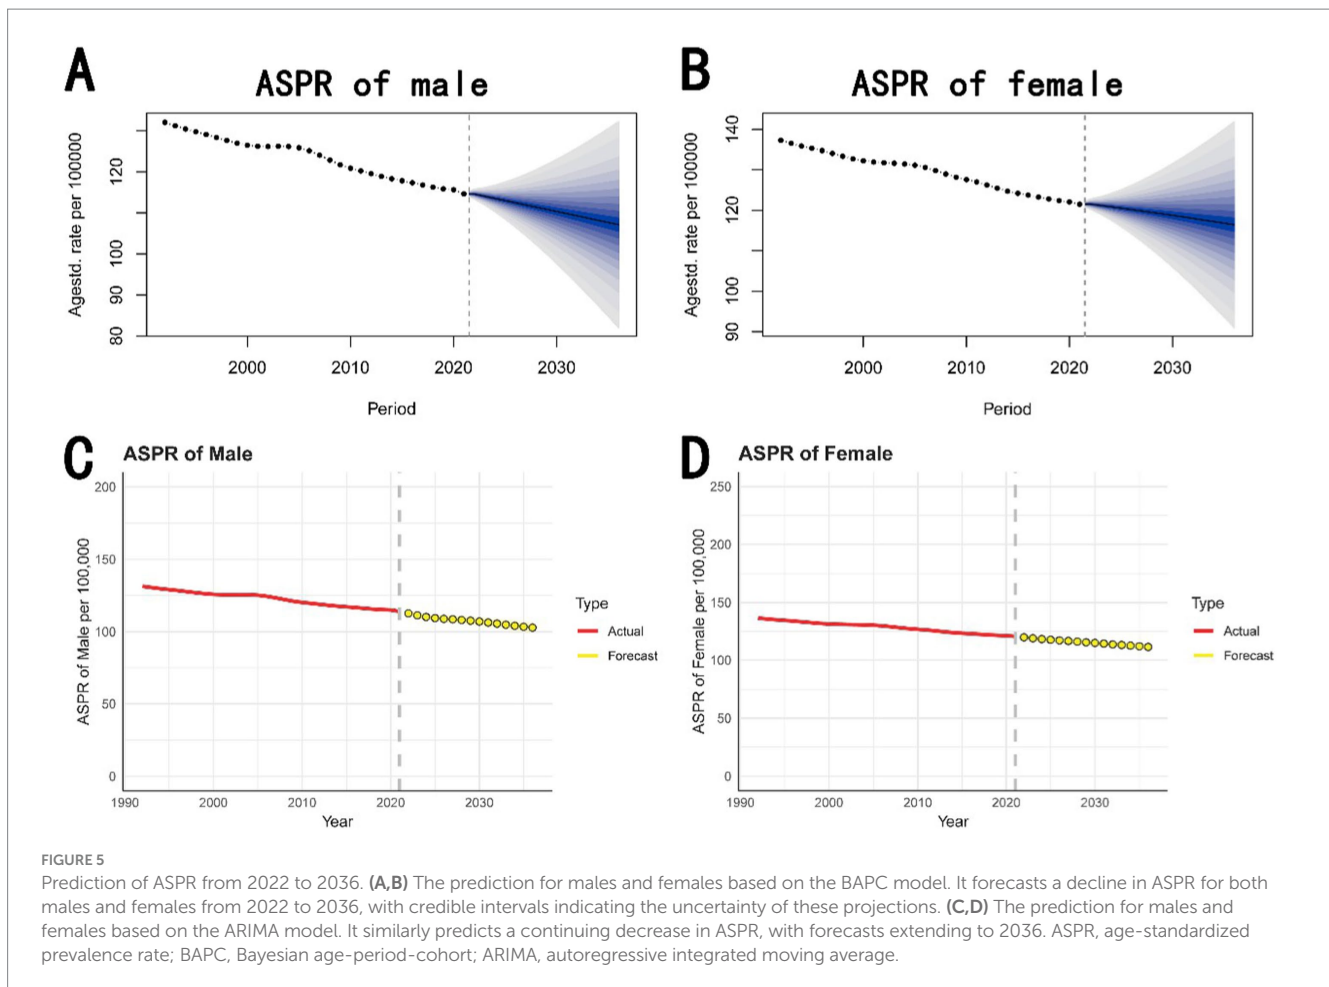 A
ASPR of male
Agestd. rate per 100000
120
100
90
80
2000 2010 2020 2030
Period
B
ASPR of female
Agestd. rate per 100000
140
120
100
90
2000 2010 2020 2030
Period
C
ASPR of Male
ASPR of Male per 100,000
200
150
100
50
0
1990 2000 2010 2020 2030
Year
Type
Actual
Forecast
D
ASPR of Female
ASPR of Female per 100,000
250
200
150
100
50
0
1990 2000 2010 2020 2030
Year
Type
Actual
Forecast
FIGURE 5
Prediction of ASPR from 2022 to 2036. (A,B) The prediction for males and females based on the BAPC model. It forecasts a decline in ASPR for both
males and females from 2022 to 2036, with credible intervals indicating the uncertainty of these projections. (C,D) The prediction for males and
females based on the ARIMA model. It similarly predicts a continuing decrease in ASPR, with forecasts extending to 2036. ASPR, age-standardized
prevalence rate; BAPC, Bayesian age-period-cohort; ARIMA, autoregressive integrated moving average.